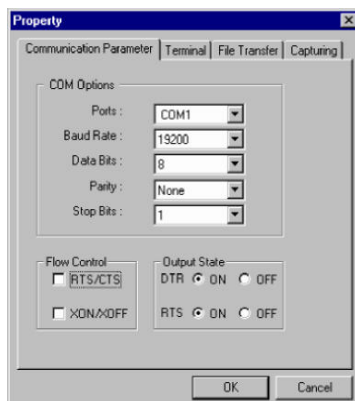 Property
Communication Parameter Terminal File Transfer Capturing
COM Options
Ports : COM1
Baud Rate : 19200
Data Bits : 8
Parity : None
Stop Bits : 1
Flow Control Output State
RTS/CTS DTR ON OFF
XON/XOFF RTS ON OFF
OK Cancel